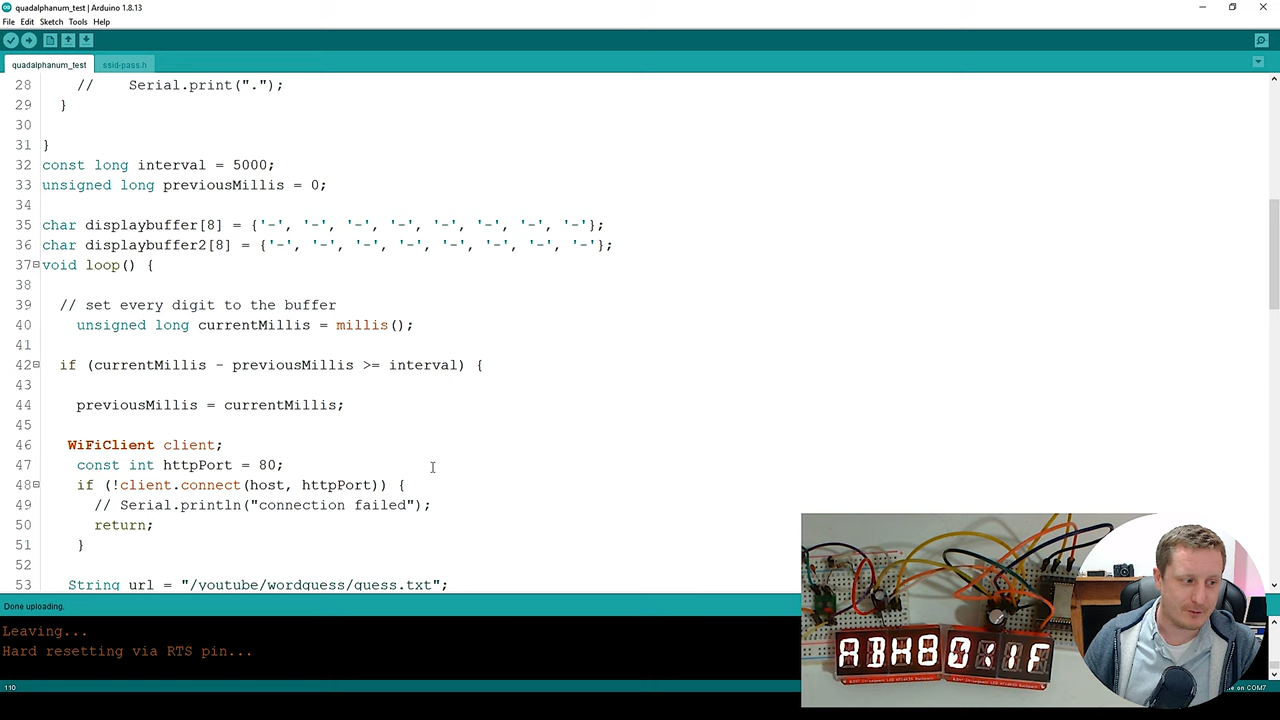 quadalphanum_test | Arduino 1.8.13
File Edit Sketch Tools Help
quadalphanum_test
ssid-pass.h
28 // Serial.print(".");
29 }
30
31 }
32 const long interval = 5000;
33 unsigned long previousMillis = 0;
34
35 char displaybuffer[8] = {'-', '-', '-', '-', '-', '-', '-', '-'};
36 char displaybuffer2[8] = {'-', '-', '-', '-', '-', '-', '-', '-'};
37 void loop() {
38
39 // set every digit to the buffer
40 unsigned long currentMillis = millis();
41
42 if (currentMillis - previousMillis >= interval) {
43
44 previousMillis = currentMillis;
45
46 WiFiClient client;
47 const int httpPort = 80;
48 if (!client.connect(host, httpPort)) {
49 // Serial.println("connection failed");
50 return;
51 }
52
53 String url = "/youtube/wordguess/guess.txt";
Done uploading.
Leaving...
Hard resetting via RTS pin...
110
on COM7